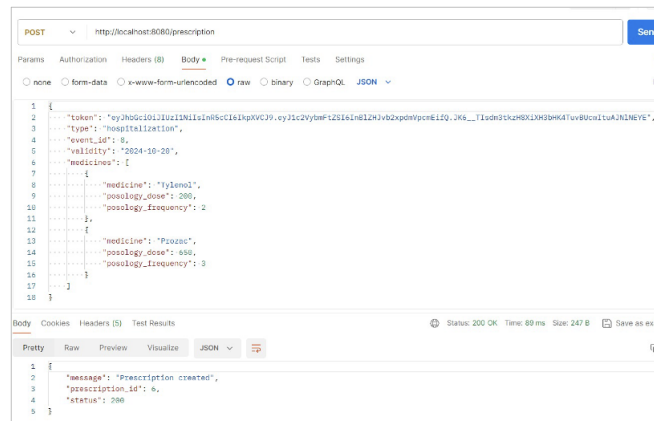 POST http://localhost:8080/prescription Sen
Params Authorization Headers (8) Body Pre-request Script Tests Settings
none form-data x-www-form-urlencoded raw binary GraphQL JSON
1 {
2 "token":
3 "type": "hospitalization",
4 "event_id": 8,
5 "validity": "2024-10-20",
6 "medicines": [
7 {
8 "medicine": "Tylenol",
9 "posology_dose": 200,
10 "posology_frequency": 2
11 },
12 {
13 "medicine": "Prozac",
14 "posology_dose": 650,
15 "posology_frequency": 3
16 }
17 ]
18 }
Body Cookies Headers (5) Test Results Status: 200 OK Time: 89 ms Size: 247 B Save as ex
Pretty Raw Preview Visualize JSON
1 {
2 "message": "Prescription created",
3 "prescription_id": 6,
4 "status": 200
5 }